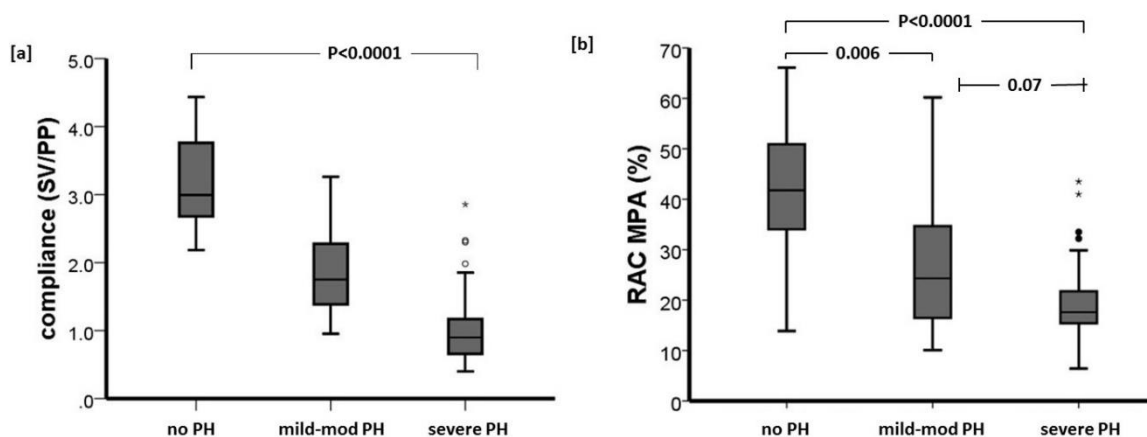 [a]
P<0.0001
compliance (SV/PP)
5.0
4.0
3.0
2.0
1.0
.0
no PH
mild-mod PH
severe PH
[b]
P<0.0001
0.006
0.07
RAC MPA (%)
70
60
50
40
30
20
10
0
no PH
mild-mod PH
severe PH